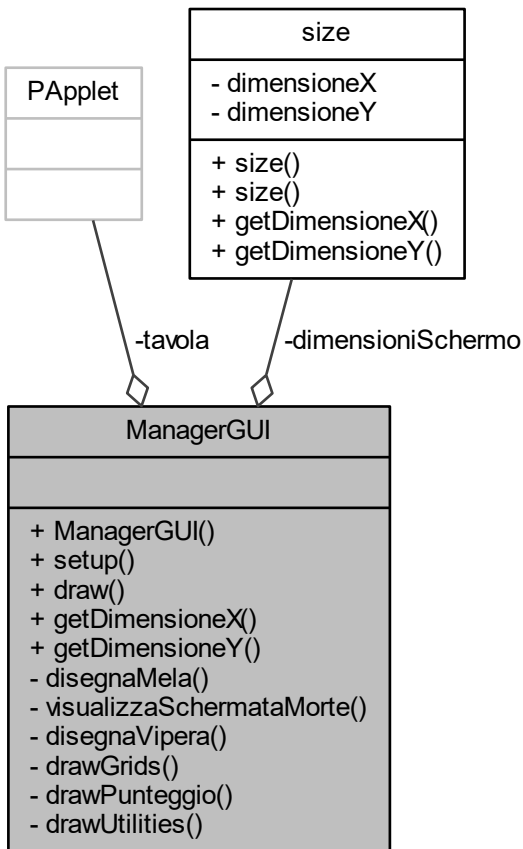 size
- dimensioneX
- dimensioneY
+ size()
+ size()
+ getDimensioneX()
+ getDimensioneY()
PApplet
-tavola
-dimensioniSchermo
ManagerGUI
+ ManagerGUI()
+ setup()
+ draw()
+ getDimensioneX()
+ getDimensioneY()
- disegnaMela()
- visualizzaSchermataMorte()
- disegnaVipera()
- drawGrids()
- drawPunteggio()
- drawUtilities()